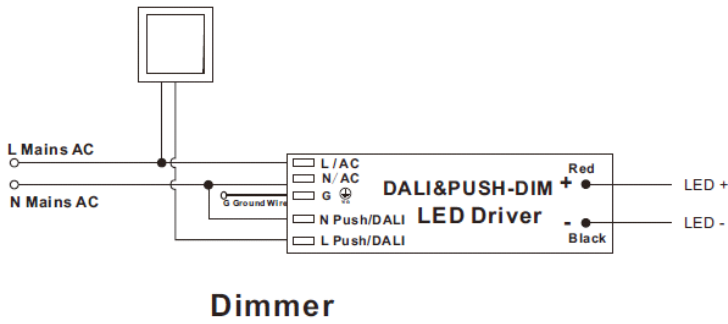 L Mains AC
N Mains AC
G Ground Wire
L/AC
N/AC
G
N Push/DALI
L Push/DALI
DALI&PUSH-DIM
LED Driver
Red
+
-
Black
LED +
LED -
Dimmer